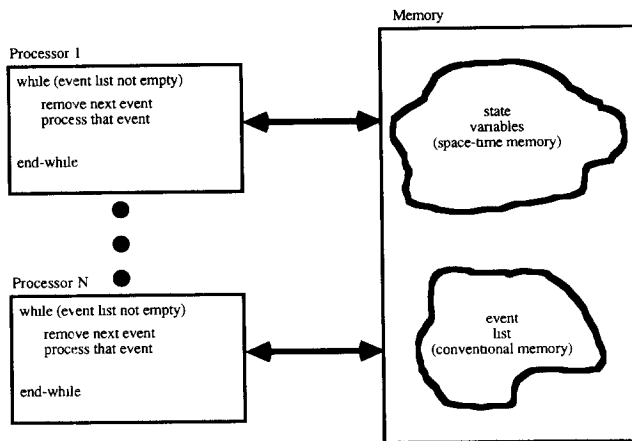 Memory
Processor 1
while (event list not empty)
remove next event
process that event
end-while
state
variables
(space-time memory)
Processor N
while (event list not empty)
remove next event
process that event
end-while
event
list
(conventional memory)